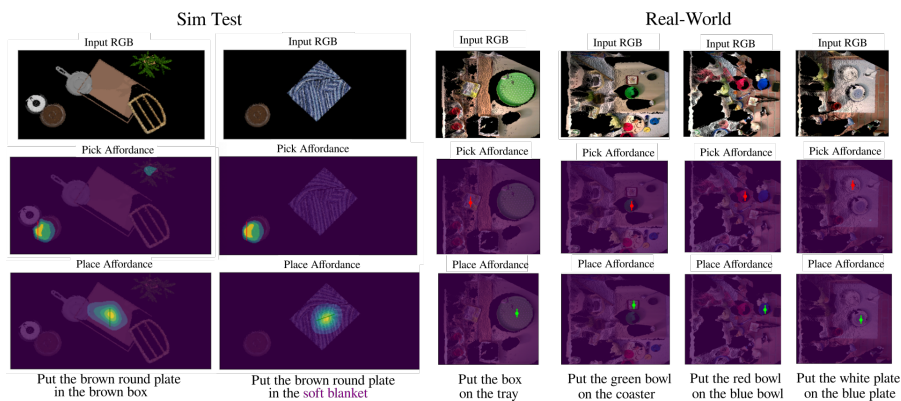 Sim Test
Real-World
Input RGB
Input RGB
Input RGB
Input RGB
Input RGB
Input RGB
Pick Affordance
Pick Affordance
Pick Affordance
Pick Affordance
Pick Affordance
Pick Affordance
Place Affordance
Place Affordance
Place Affordance
Place Affordance
Place Affordance
Place Affordance
Put the brown round plate
in the brown box
Put the brown round plate
in the soft blanket
Put the box
on the tray
Put the green bowl
on the coaster
Put the red bowl
on the blue bowl
Put the white plate
on the blue plate